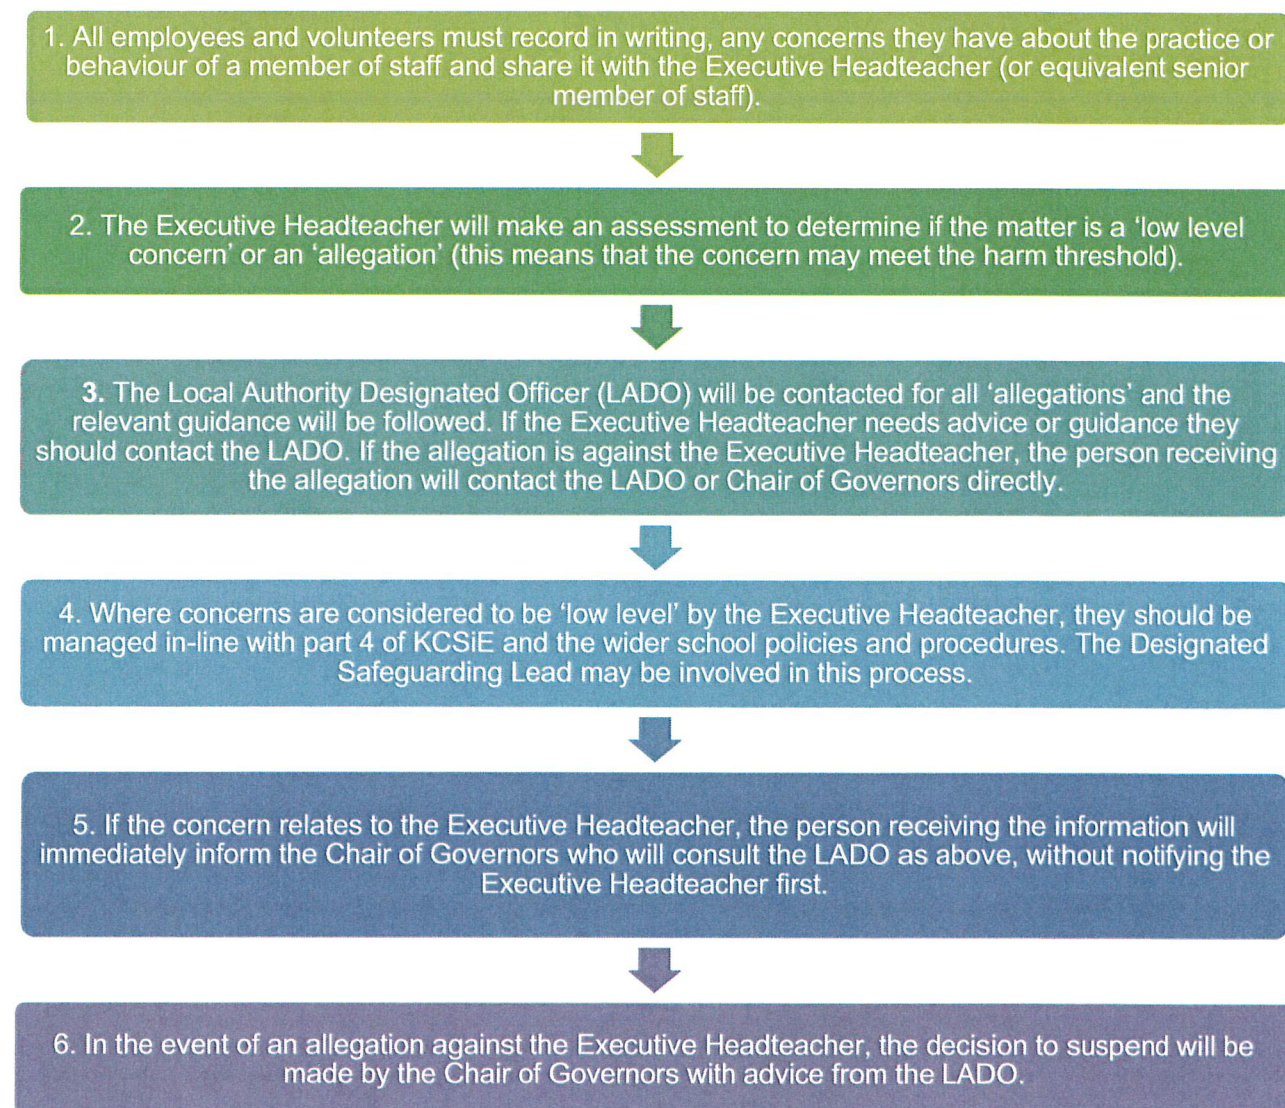 1. All employees and volunteers must record in writing, any concerns they have about the practice or
behaviour of a member of staff and share it with the Executive Headteacher (or equivalent senior
member of staff).
2. The Executive Headteacher will make an assessment to determine if the matter is a ‘low level
concern’ or an ‘allegation’ (this means that the concern may meet the harm threshold).
3. The Local Authority Designated Officer (LADO) will be contacted for all ‘allegations’ and the
relevant guidance will be followed. If the Executive Headteacher needs advice or guidance they
should contact the LADO. If the allegation is against the Executive Headteacher, the person receiving
the allegation will contact the LADO or Chair of Governors directly.
4. Where concerns are considered to be ‘low level’ by the Executive Headteacher, they should be
managed in-line with part 4 of KCSiE and the wider school policies and procedures. The Designated
Safeguarding Lead may be involved in this process.
5. If the concern relates to the Executive Headteacher, the person receiving the information will
immediately inform the Chair of Governors who will consult the LADO as above, without notifying the
Executive Headteacher first.
6. In the event of an allegation against the Executive Headteacher, the decision to suspend will be
made by the Chair of Governors with advice from the LADO.